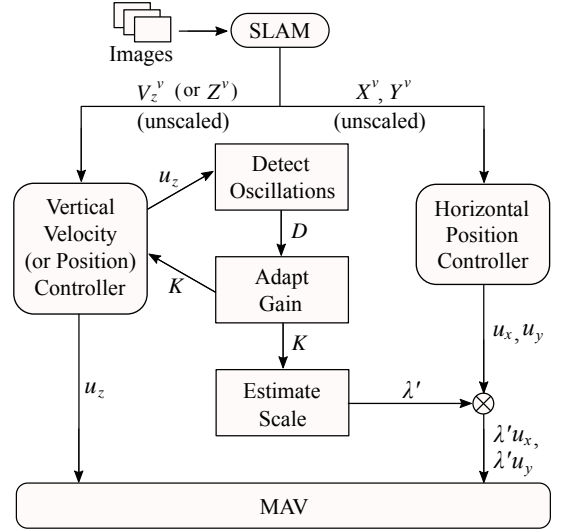 SLAM
Images
V_z^v (or Z^v)
(unscaled)
X^v, Y^v
(unscaled)
u_z
Detect
Oscillations
Vertical
Velocity
(or Position)
Controller
Horizontal
Position
Controller
D
K
Adapt
Gain
K
u_x, u_y
u_z
Estimate
Scale
λ'
λ'u_x,
λ'u_y
MAV